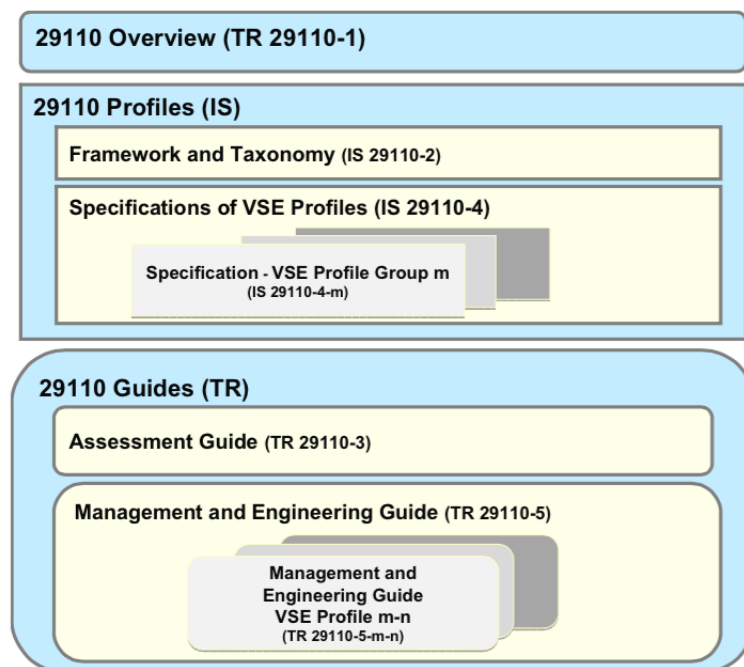 29110 Overview (TR 29110-1)
29110 Profiles (IS)
Framework and Taxonomy (IS 29110-2)
Specifications of VSE Profiles (IS 29110-4)
Specification - VSE Profile Group m
(IS 29110-4-m)
29110 Guides (TR)
Assessment Guide (TR 29110-3)
Management and Engineering Guide (TR 29110-5)
Management and
Engineering Guide
VSE Profile m-n
(TR 29110-5-m-n)